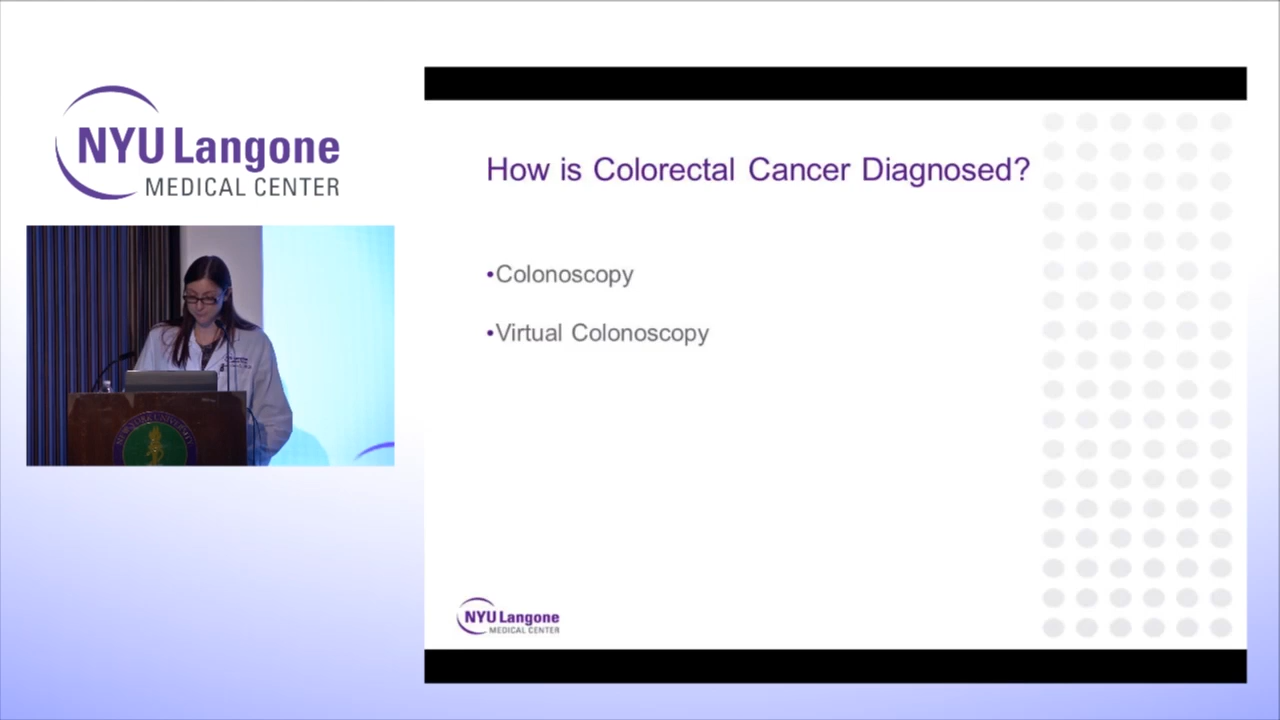 NYU Langone
MEDICAL CENTER
How is Colorectal Cancer Diagnosed?
•Colonoscopy
•Virtual Colonoscopy
NYU Langone
MEDICAL CENTER